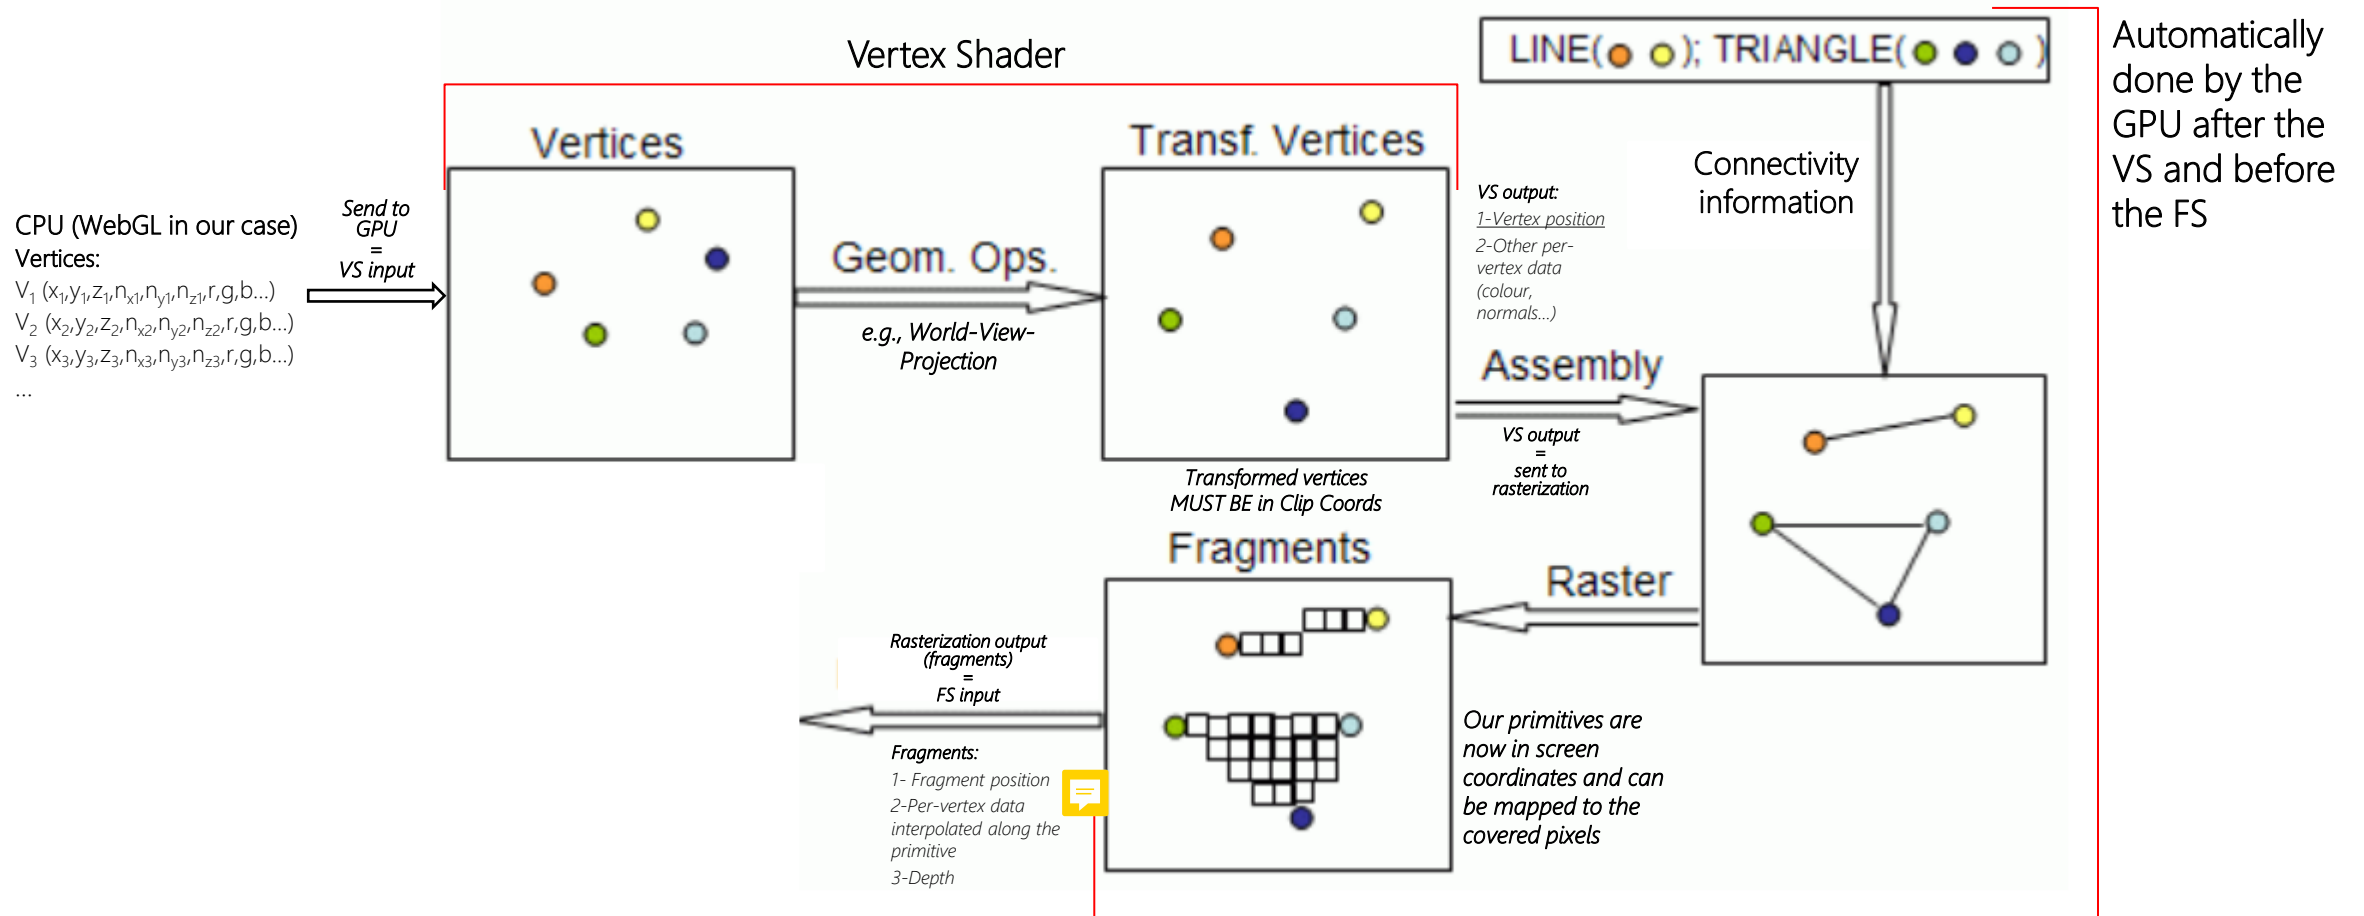 Vertex Shader
LINE( ); TRIANGLE( )
Automatically
done by the
GPU after the
VS and before
the FS
Vertices
Transf. Vertices
Connectivity
information
CPU (WebGL in our case)
Vertices:
V1 (x1,y1,z1,nx1,ny1,nz1,r,g,b...)
V2 (x2,y2,z2,nx2,ny2,nz2,r,g,b...)
V3 (x3,y3,z3,nx3,ny3,nz3,r,g,b...)
...
Send to
GPU
=
VS input
Geom. Ops.
e.g., World-View-
Projection
VS output:
1-Vertex position
2-Other per-
vertex data
(colour,
normals...)
Assembly
VS output
=
sent to
rasterization
Transformed vertices
MUST BE in Clip Coords
Fragments
Raster
Rasterization output
(fragments)
=
FS input
Fragments:
1- Fragment position
2-Per-vertex data
interpolated along the
primitive
3-Depth
Our primitives are
now in screen
coordinates and can
be mapped to the
covered pixels